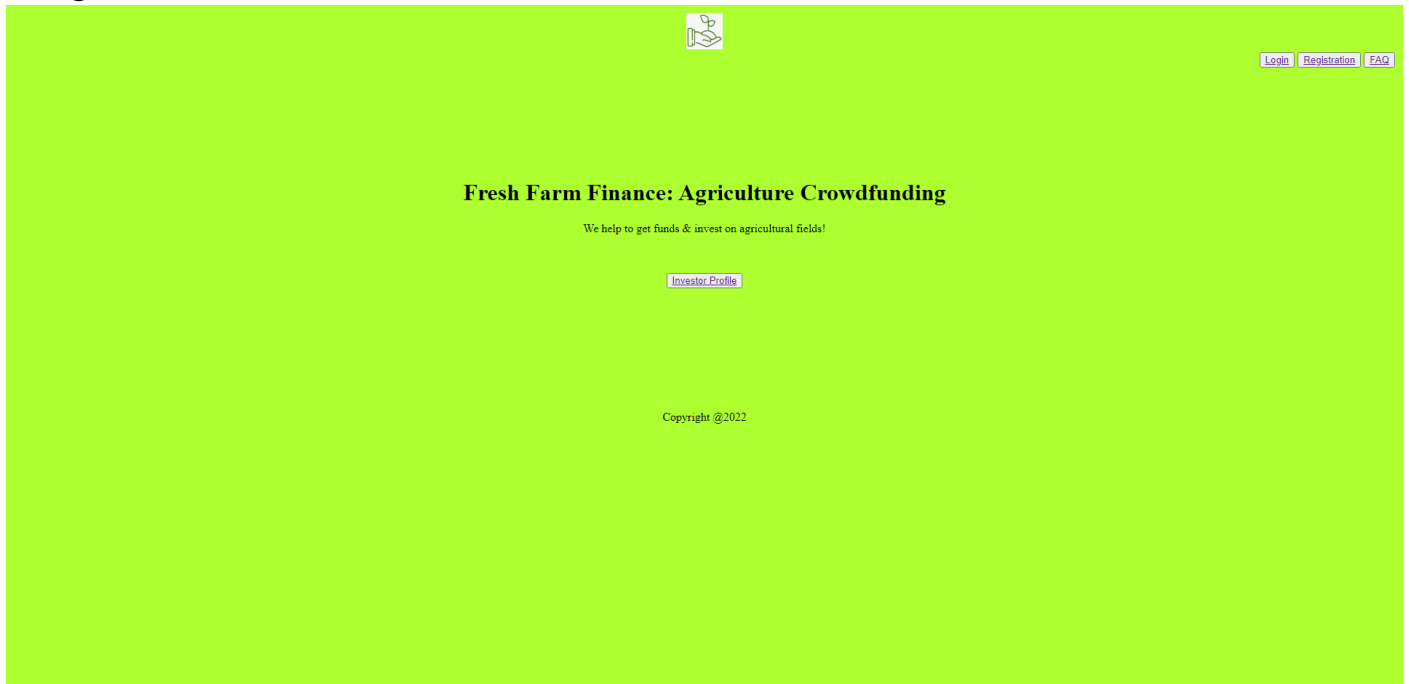 Login Registration FAQ
Fresh Farm Finance: Agriculture Crowdfunding
We help to get funds & invest on agricultural fields!
Investor Profile
Copyright @2022